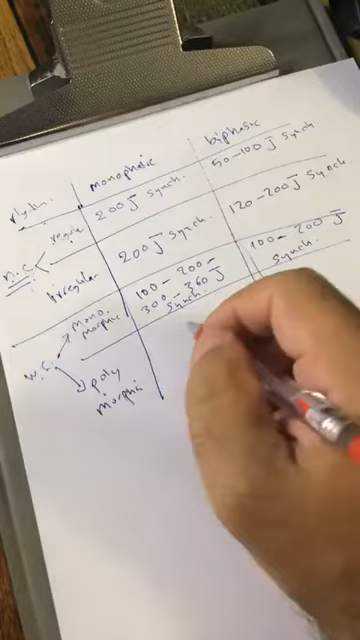 rhythm monophasic biphasic
n.c regular 200 J Synch. 50-100 J Synch
irregular 200 J Synch. 120-200 J Synch
w.c. Mono morphic 100-200- 300-360 J Synch 100-200 J Synch.
poly morphic